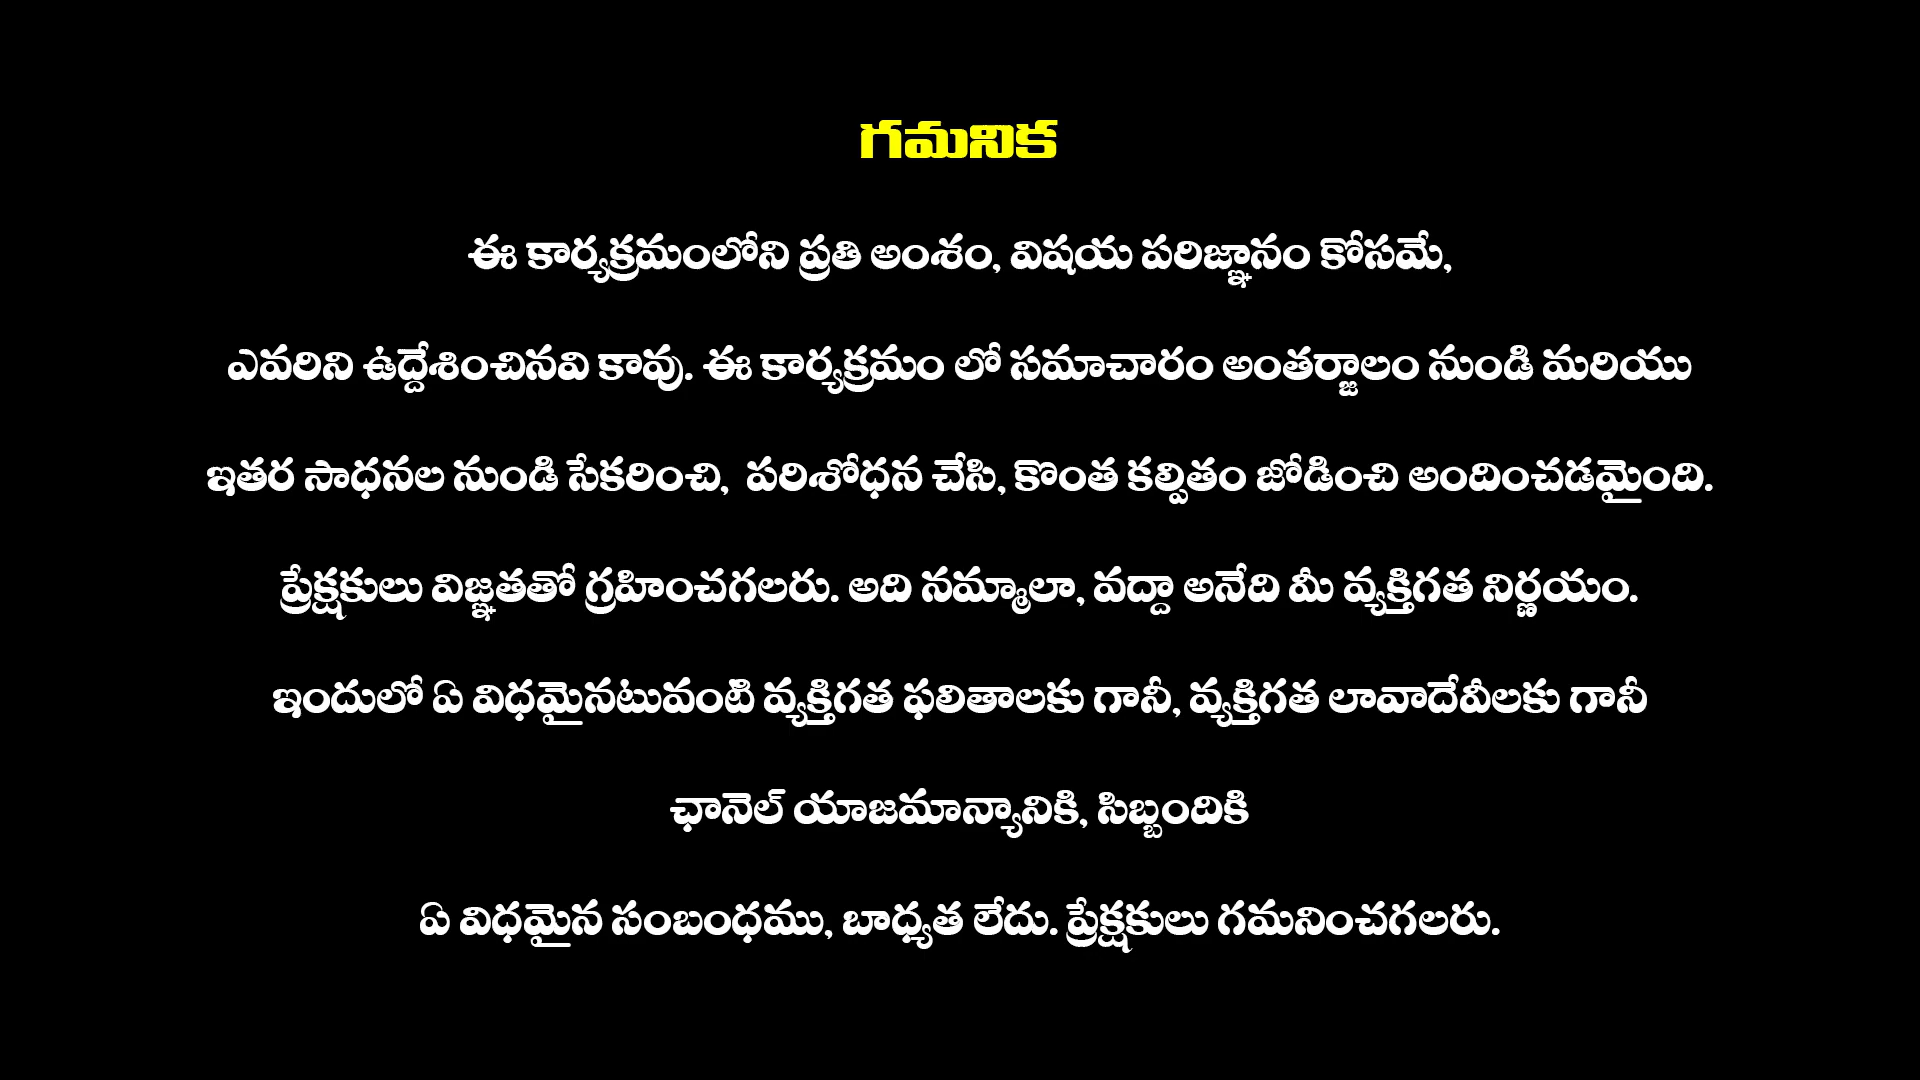 గమనిక
ఈ కార్యక్రమంలోని ప్రతి అంశం, విషయ పరిజ్ఞానం కోసమే,
ఎవరిని ఉద్దేశించినవి కావు. ఈ కార్యక్రమం లో సమాచారం అంతర్జాలం నుండి మరియు
ఇతర సాధనల నుండి సేకరించి, పరిశోధన చేసి, కొంత కల్పితం జోడించి అందించడమైంది.
ప్రేక్షకులు విజ్ఞతతో గ్రహించగలరు. అది నమ్మాలా, వద్దా అనేది మీ వ్యక్తిగత నిర్ణయం.
ఇందులో ఏ విధమైనటువంటి వ్యక్తిగత ఫలితాలకు గానీ, వ్యక్తిగత లావాదేవీలకు గానీ
ఛానెల్ యాజమాన్యానికి, సిబ్బందికి
ఏ విధమైన సంబంధము, బాధ్యత లేదు. ప్రేక్షకులు గమనించగలరు.